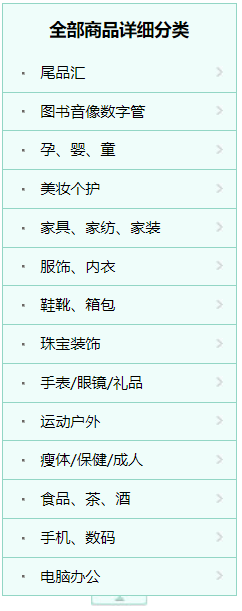 全部商品详细分类
尾品汇
图书音像数字管
孕、婴、童
美妆个护
家具、家纺、家装
服饰、内衣
鞋靴、箱包
珠宝装饰
手表/眼镜/礼品
运动户外
瘦体/保健/成人
食品、茶、酒
手机、数码
电脑办公